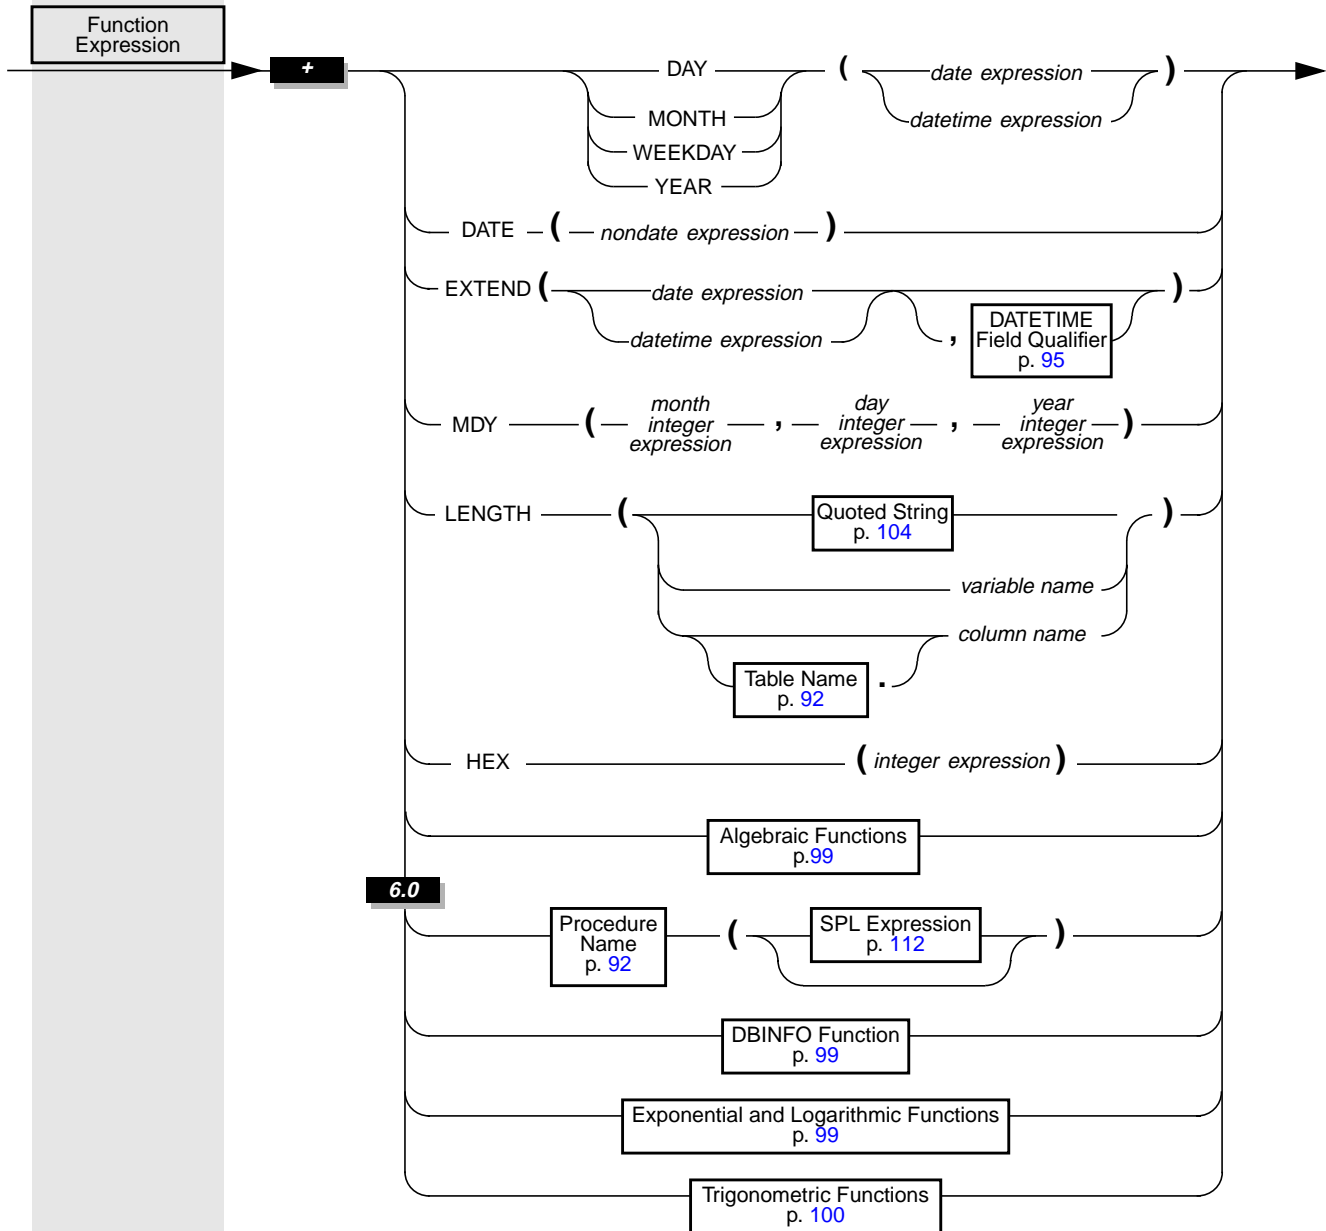 Function
Expression
+
DAY ( date expression )
MONTH datetime expression
WEEKDAY
YEAR
DATE ( nondate expression )
EXTEND ( date expression )
datetime expression , DATETIME
Field Qualifier
p. 95
MDY ( month integer expression , day integer expression , year integer expression )
LENGTH ( Quoted String )
p. 104
variable name
column name
Table Name .
p. 92
HEX ( integer expression )
Algebraic Functions
p.99
6.0
Procedure
Name
p. 92
( SPL Expression )
p. 112
DBINFO Function
p. 99
Exponential and Logarithmic Functions
p. 99
Trigonometric Functions
p. 100